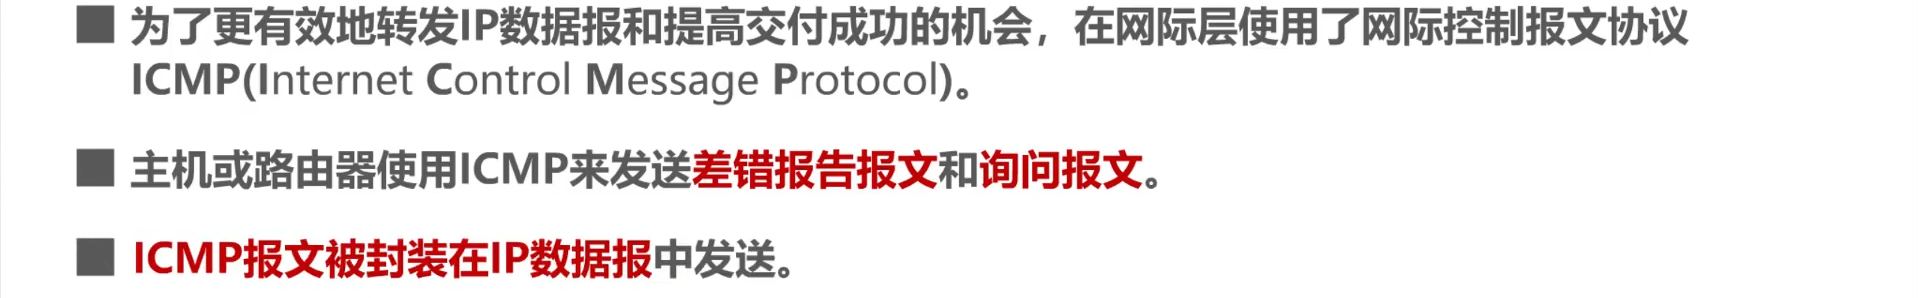 ■ 为了更有效地转发IP数据报和提高交付成功的机会，在网际层使用了网际控制报文协议
ICMP(Internet Control Message Protocol)。
■ 主机或路由器使用ICMP来发送差错报告报文和询问报文。
■ ICMP报文被封装在IP数据报中发送。